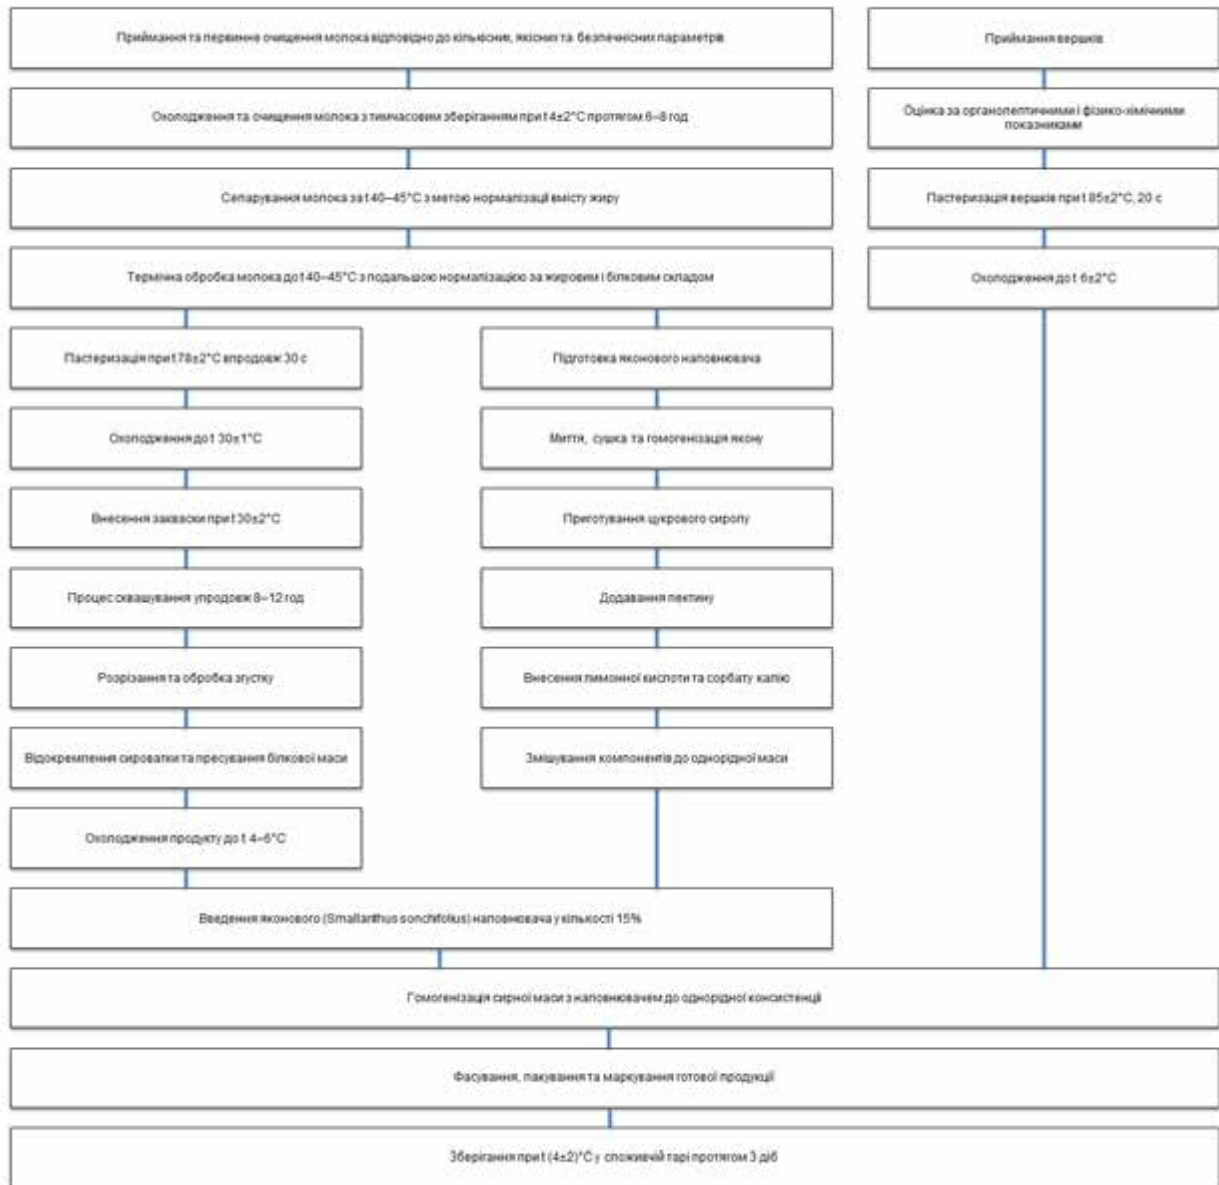 Приймання та первинне очищення молока відповідно до кількісних, якісних та безпечнісних параметрів
Приймання вершків
Охолодження та очищення молока з тимчасовим зберіганням при t 4±2°C протягом 6–8 год
Оцінка за органолептичними і фізико-хімічними
показниками
Сепарування молока за t 40–45°C з метою нормалізації вмісту жиру
Пастеризація вершків при t 85±2°C, 20 с
Термічна обробка молока до t 40–45°C з подальшою нормалізацією за жировим і білковим складом
Охолодження до t 6±2°C
Пастеризація при t 78±2°C впродовж 30 с
Підготовка яконового наповнювача
Охолодження до t 30±1°C
Миття, сушка та гомогенізація якону
Внесення закваски при t 30±2°C
Приготування цукрового сиропу
Процес сквашування упродовж 8–12 год
Додавання пектину
Розрізання та обробка згустку
Внесення лимонної кислоти та сорбату калію
Відокремлення сироватки та пресування білкової маси
Змішування компонентів до однорідної маси
Охолодження продукту до t 4–6°C
Введення яконового (Smallanthus sonchifolius) наповнювача у кількості 15%
Гомогенізація сирної маси з наповнювачем до однорідної консистенції
Фасування, пакування та маркування готової продукції
Зберігання при t (4±2)°C у споживчій тарі протягом 3 діб